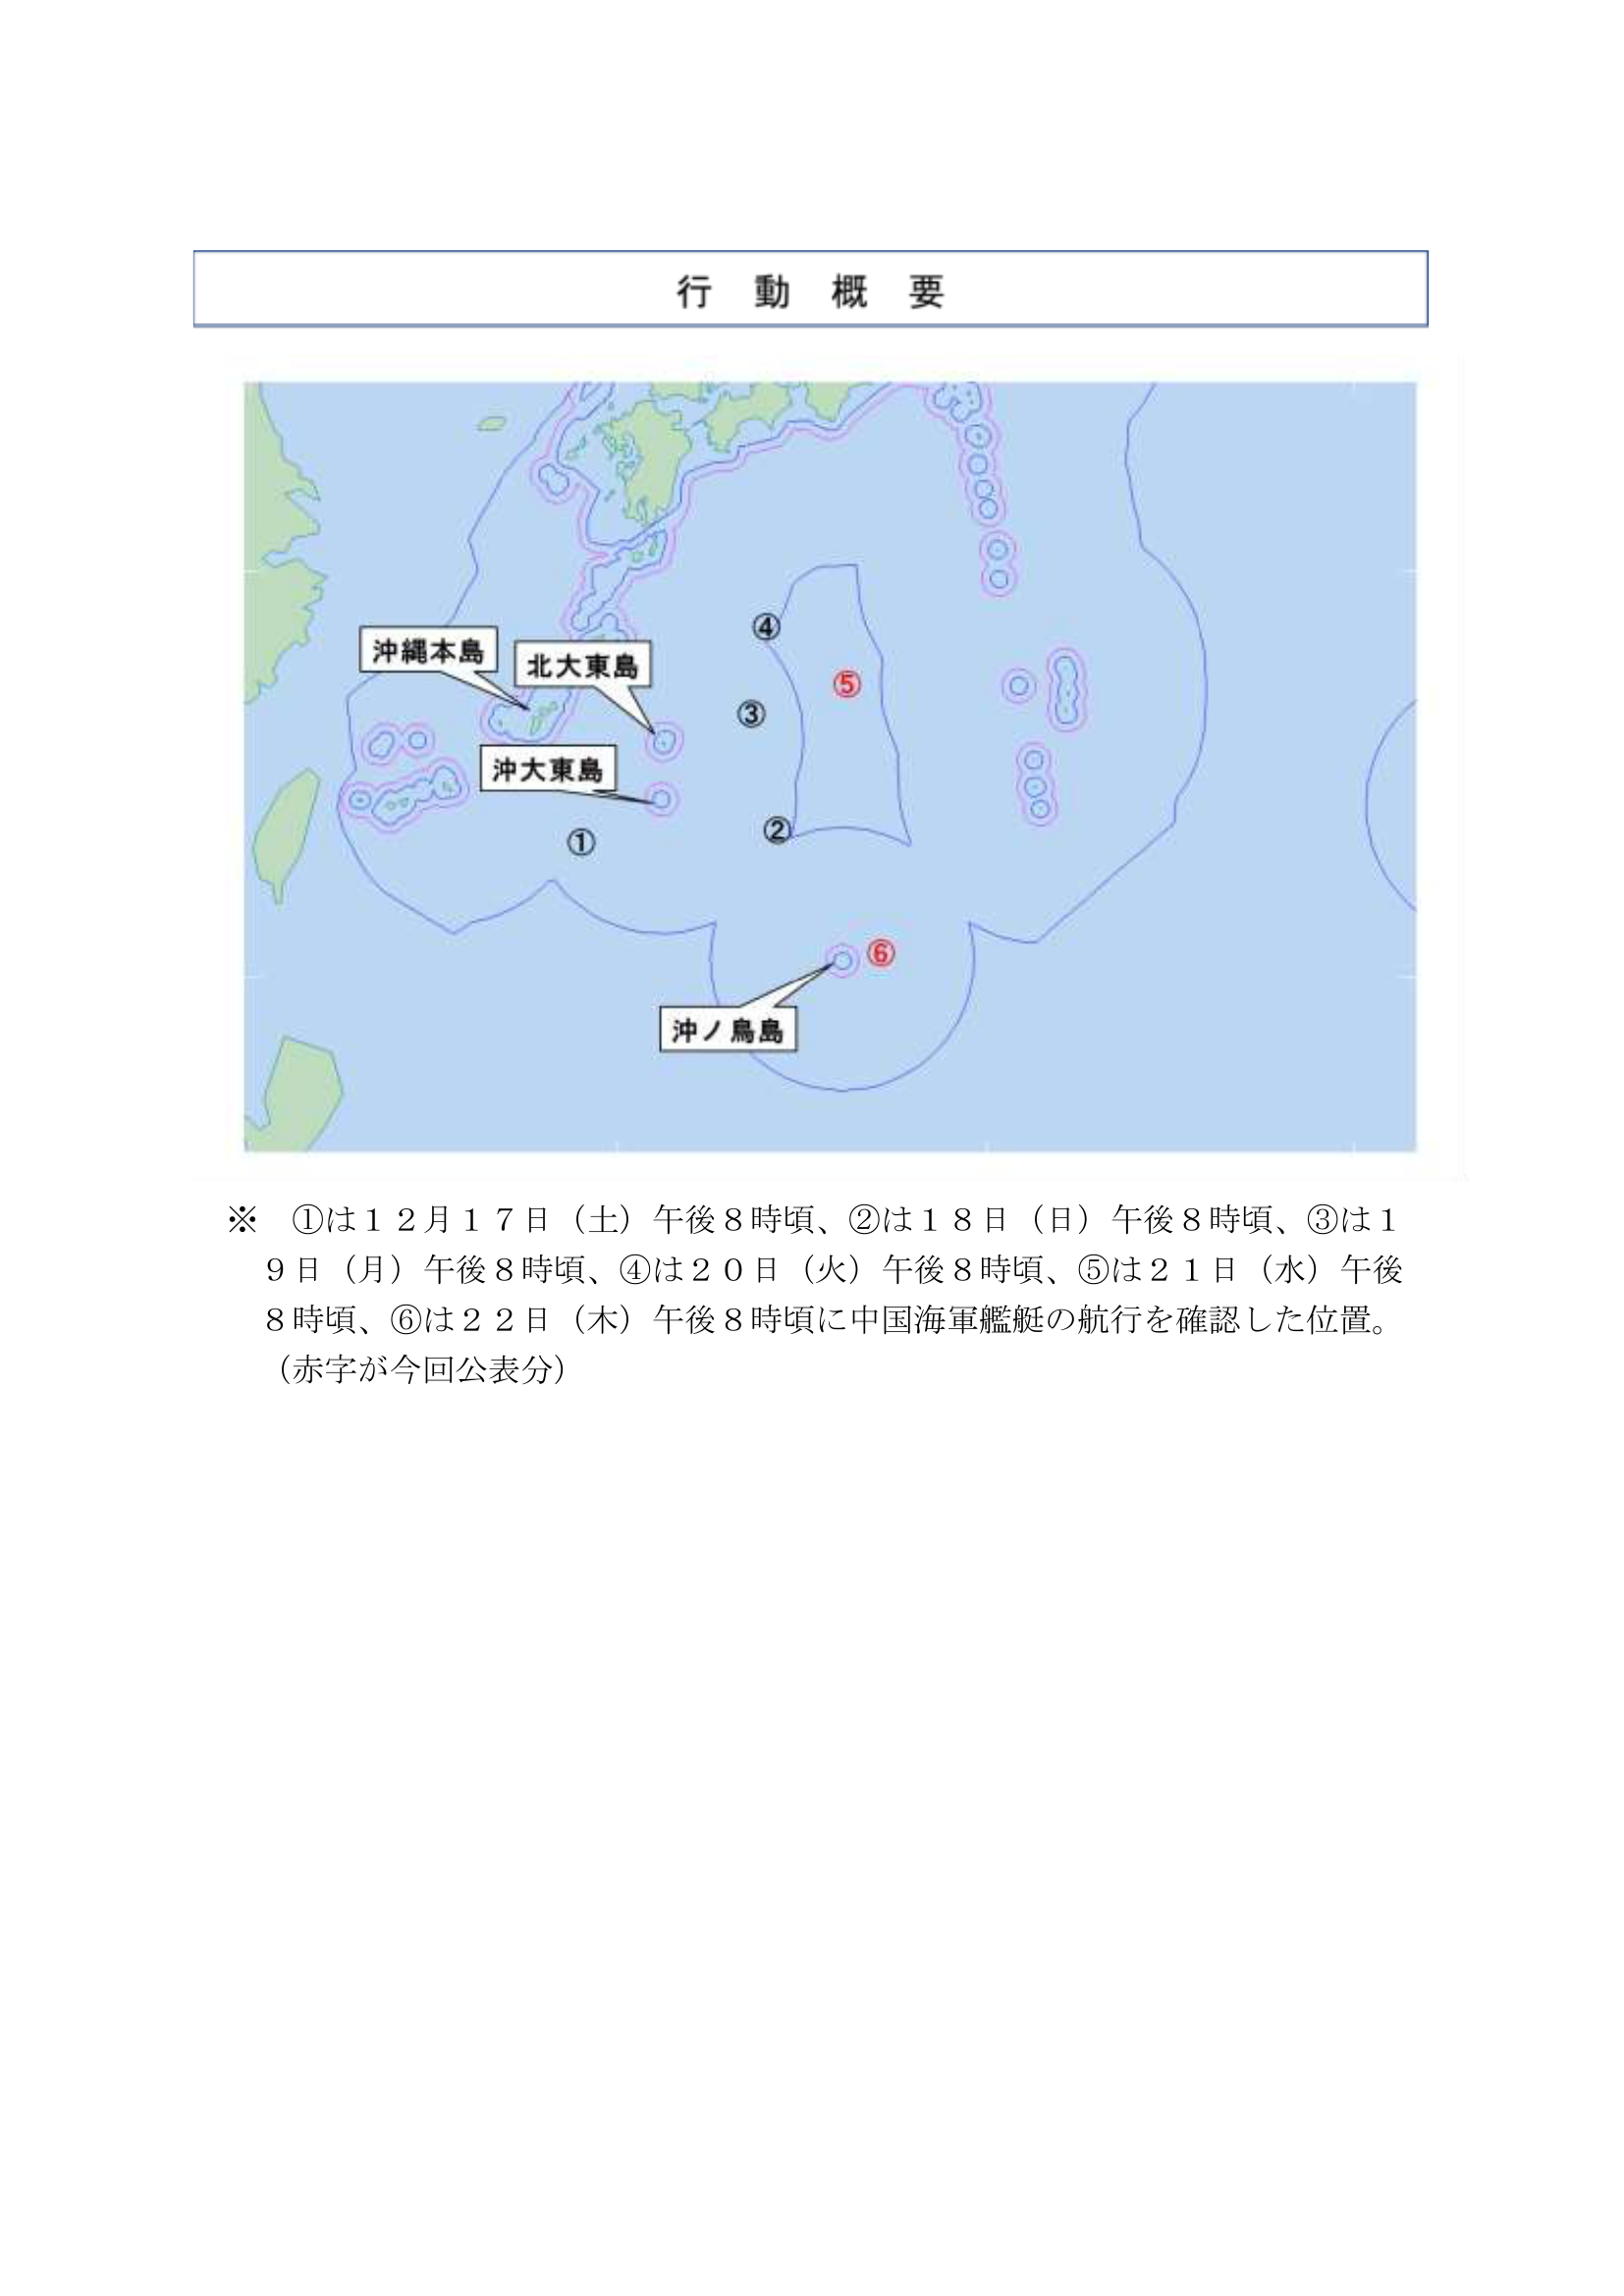 行　動　概　要
④
沖縄本島
北大東島
⑤
③
沖大東島
②
①
⑥
沖ノ鳥島
※　①は１２月１７日（土）午後８時頃、②は１８日（日）午後８時頃、③は１
９日（月）午後８時頃、④は２０日（火）午後８時頃、⑤は２１日（水）午後
８時頃、⑥は２２日（木）午後８時頃に中国海軍艦艇の航行を確認した位置。
（赤字が今回公表分）